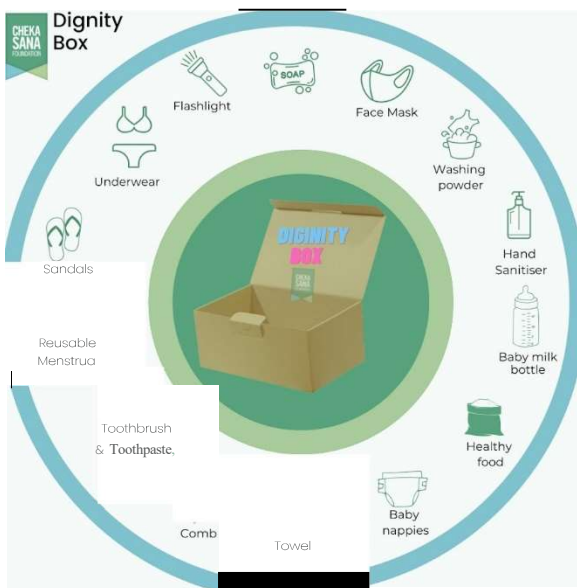 CHEKA
SANA
FOUNDATION
Dignity
Box
Flashlight
SOAP
Face Mask
Underwear
Washing
powder
Sandals
Hand
Sanitiser
DIGINITY
BOX
CHEKA
SANA
Reusable
Menstrua
Baby milk
bottle
Toothbrush
& Toothpaste,
Healthy
food
Comb
Towel
Baby
nappies